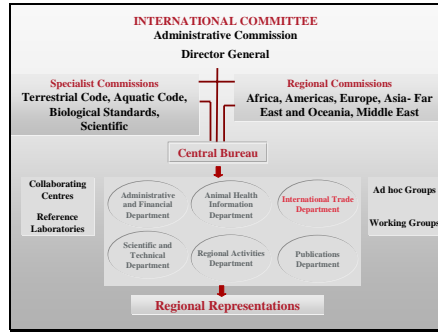 INTERNATIONAL COMMITTEE
Administrative Commission
Director General
Specialist Commissions
Terrestrial Code, Aquatic Code,
Biological Standards,
Scientific
Regional Commissions
Africa, Americas, Europe, Asia- Far
East and Oceania, Middle East
Central Bureau
Collaborating
Centres
Reference
Laboratories
Administrative
and Financial
Department
Animal Health
Information
Department
International Trade
Department
Scientific and
Technical
Department
Regional Activities
Department
Publications
Department
Ad hoc Groups
Working Groups
Regional Representations